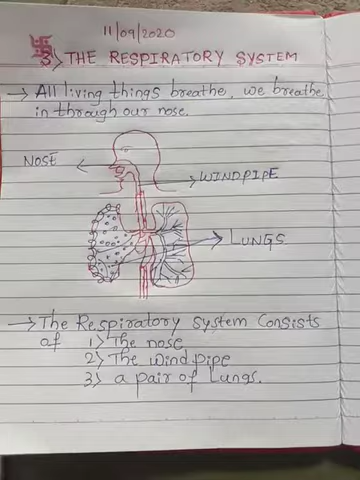 11/09/2020
3) THE RESPIRATORY SYSTEM
→ All living things breathe, we breathe
in through our nose.
NOSE
WINDPIPE
LUNGS
→ The Respiratory System Consists
of 1) The nose
2) The wind pipe
3) a pair of Lungs.